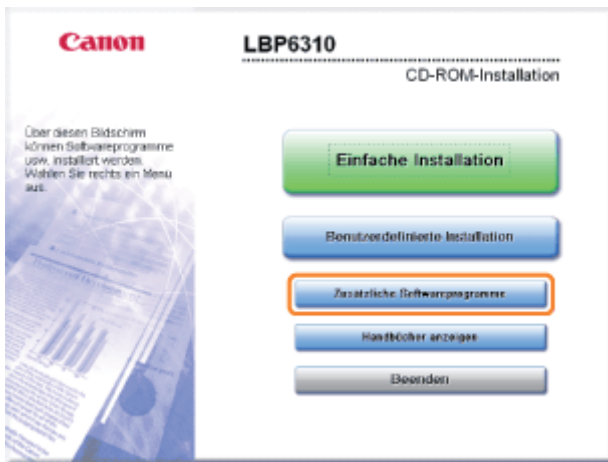 Canon
LBP6310
CD-ROM-Installation
Über diesen Bildschirm
können Softwareprogramme
usw. installiert werden.
Wählen Sie rechts ein Menü
aus.
Einfache Installation
Benutzerdefinierte Installation
Zusätzliche Softwareprogramme
Handbücher anzeigen
Beenden